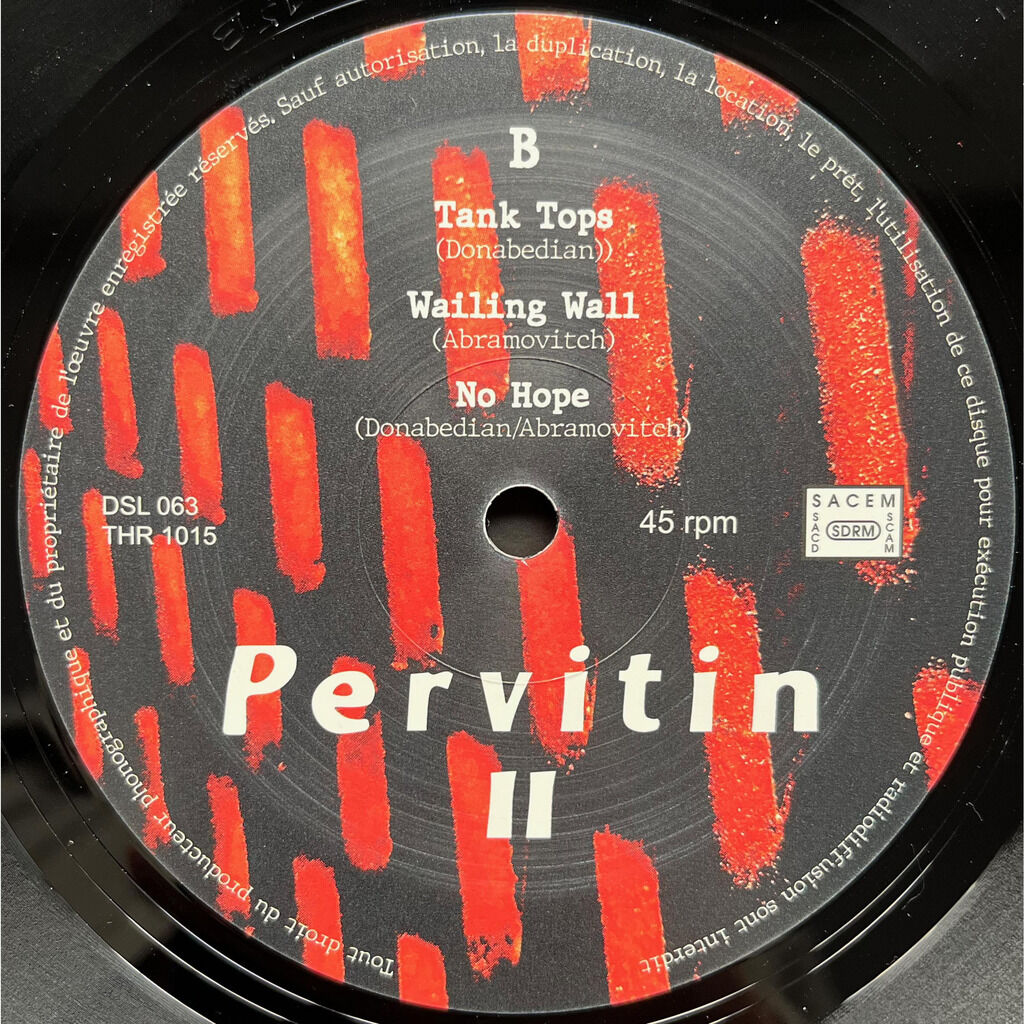 B
Tank Tops
(Donabedian))
Wailing Wall
(Abramovitch)
No Hope
(Donabedian/Abramovitch)
DSL 063
THR 1015
45 rpm
SACEM
SACD
SDRM
SCAM
Pervitin
II
Tout droit du producteur phonographique et du propriétaire de l'œuvre enregistrée réservés. Sauf autorisation, la duplication, la location, le prêt, l'utilisation de ce disque pour exécution publique et radiodiffusion sont interdit